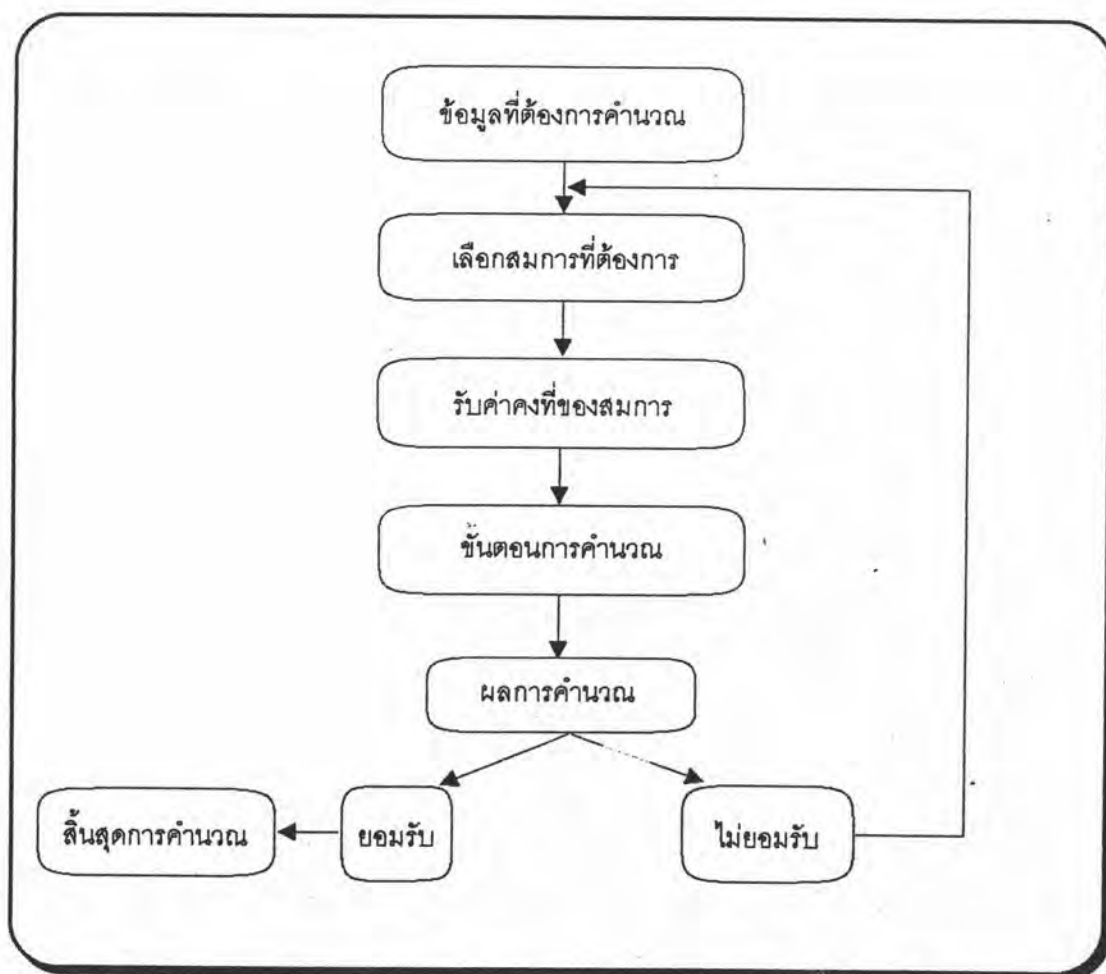 ข้อมูลที่ต้องการคำนวณ
เลือกสมการที่ต้องการ
รับค่าคงที่ของสมการ
ขั้นตอนการคำนวณ
ผลการคำนวณ
สิ้นสุดการคำนวณ
ยอมรับ
ไม่ยอมรับ